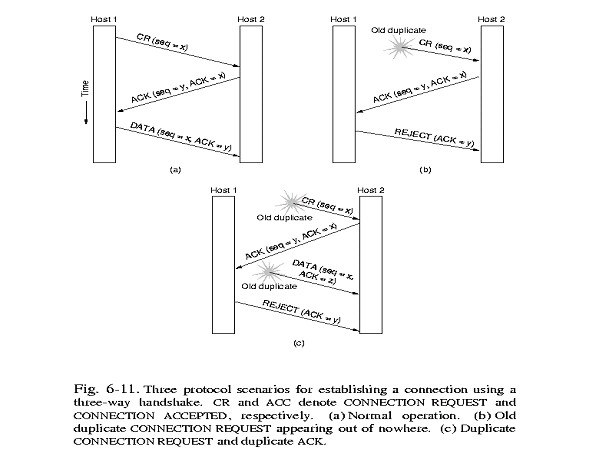 Host 1
Host 2
CR (seq = x)
ACK (seq = y, ACK = x)
DATA (seq = x, ACK = y)
Time
(a)
Host 1
Host 2
Old duplicate
CR (seq = x)
ACK (seq = y, ACK = x)
REJECT (ACK = y)
(b)
Host 1
Host 2
CR (seq = x)
Old duplicate
ACK (seq = y, ACK = x)
DATA (seq = x,
ACK = z)
Old duplicate
REJECT (ACK = y)
(c)
Fig. 6-11. Three protocol scenarios for establishing a connection using a
three-way handshake. CR and ACC denote CONNECTION REQUEST and
CONNECTION ACCEPTED, respectively. (a) Normal operation. (b) Old
duplicate CONNECTION REQUEST appearing out of nowhere. (c) Duplicate
CONNECTION REQUEST and duplicate ACK.